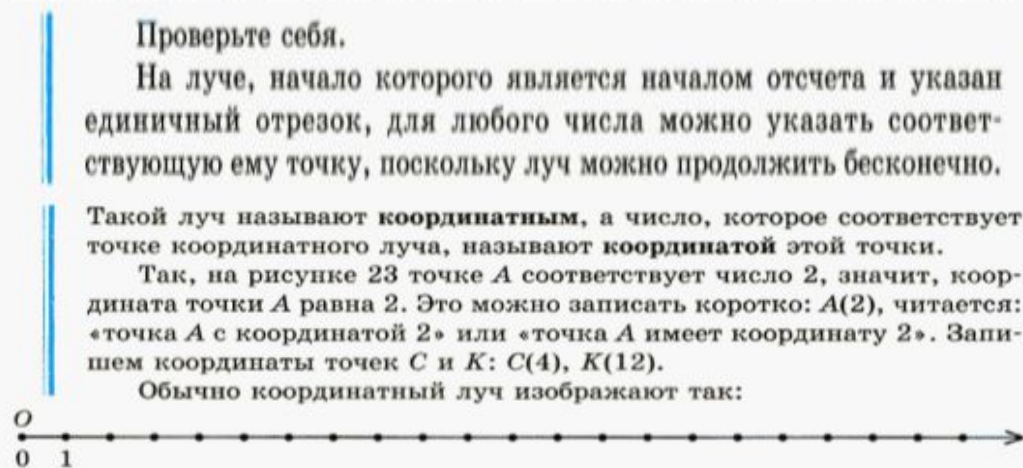 Проверьте себя.
На луче, начало которого является началом отсчета и указан
единичный отрезок, для любого числа можно указать соответ-
ствующую ему точку, поскольку луч можно продолжить бесконечно.
Такой луч называют координатным, а число, которое соответствует
точке координатного луча, называют координатой этой точки.
Так, на рисунке 23 точке A соответствует число 2, значит, коор-
дината точки A равна 2. Это можно записать коротко: A(2), читается:
«точка A с координатой 2» или «точка A имеет координату 2». Запи-
шем координаты точек C и K: C(4), K(12).
Обычно координатный луч изображают так:
O
0 1